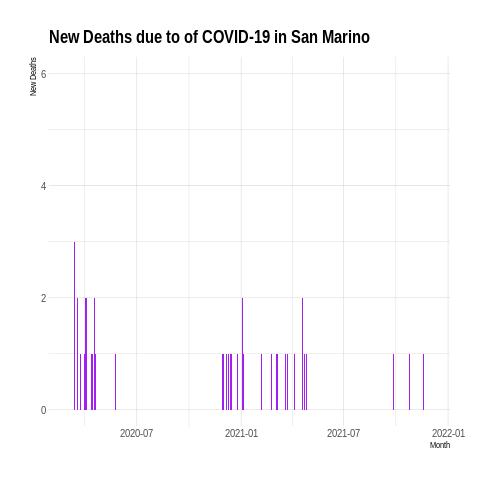 New Deaths due to of COVID-19 in San Marino
New Deaths
6
4
2
0
2020-07
2021-01
2021-07
2022-01
Month